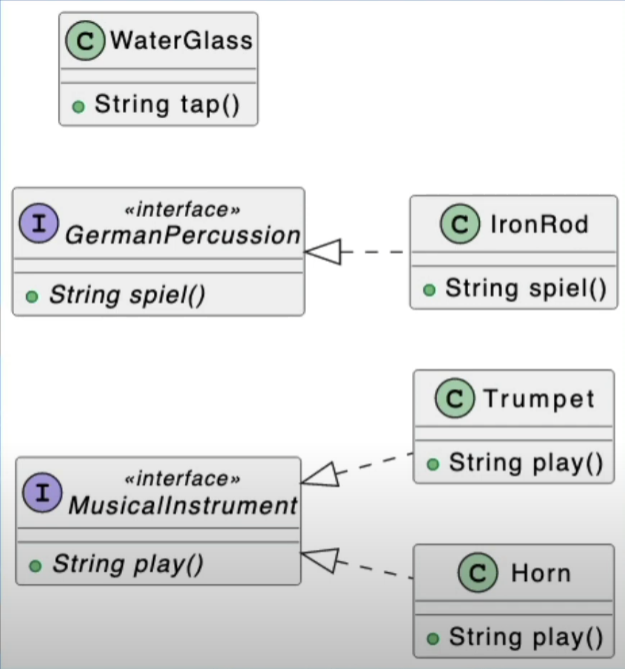 C WaterGlass
String tap()
«interface»
I GermanPercussion
String spiel()
C IronRod
String spiel()
C Trumpet
String play()
«interface»
I MusicalInstrument
String play()
C Horn
String play()